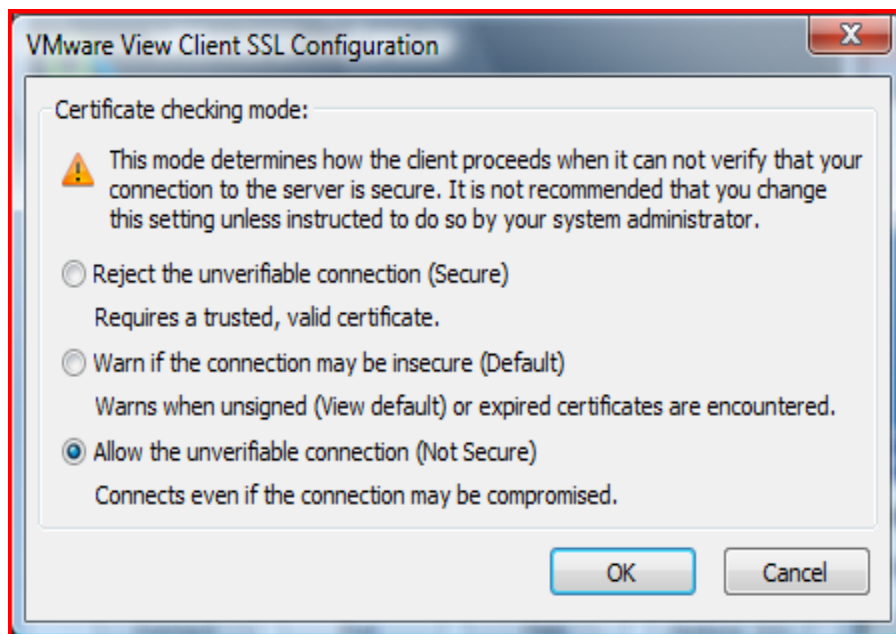 VMware View Client SSL Configuration
X
Certificate checking mode:
This mode determines how the client proceeds when it can not verify that your
connection to the server is secure. It is not recommended that you change
this setting unless instructed to do so by your system administrator.
Reject the unverifiable connection (Secure)
Requires a trusted, valid certificate.
Warn if the connection may be insecure (Default)
Warns when unsigned (View default) or expired certificates are encountered.
Allow the unverifiable connection (Not Secure)
Connects even if the connection may be compromised.
OK Cancel